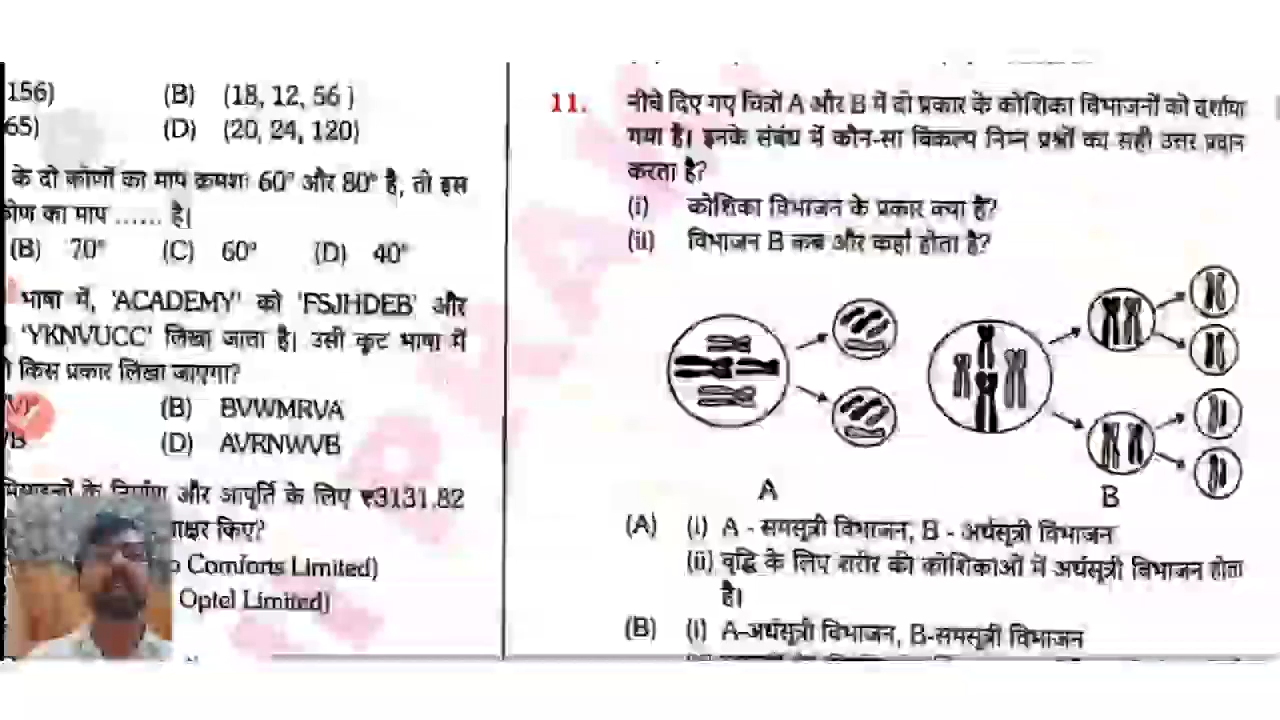 156)
(B) (18, 12, 56 )
65)
(D) (20, 24, 120)
के दो कोणों का माप क्रमशः 60° और 80° है, तो इस
कोण का माप ...... है।
(B) 70° (C) 60° (D) 40°
भाषा में, 'ACADEMY' को 'FSJHDEB' और
'YKNVUCC' लिखा जाता है। उसी कूट भाषा में
किस प्रकार लिखा जाएगा?
(B) BVWMRVA
(D) AVRNWVB
के निर्माण और आपूर्ति के लिए ₹3131.82
किए?
Comforts Limited)
Optel Limited)
11. नीचे दिए गए चित्रों A और B में दो प्रकार के कोशिका विभाजनों को दर्शाया
गया है। इनके संबंध में कौन-सा विकल्प निम्न प्रश्नों का सही उत्तर प्रदान
करता है?
(i) कोशिका विभाजन के प्रकार क्या है?
(ii) विभाजन B कब और कहाँ होता है?
A
B
(A) (i) A - समसूत्री विभाजन, B - अर्धसूत्री विभाजन
(ii) वृद्धि के लिए शरीर की कोशिकाओं में अर्धसूत्री विभाजन होता
है।
(B) (i) A-अर्धसूत्री विभाजन, B-समसूत्री विभाजन